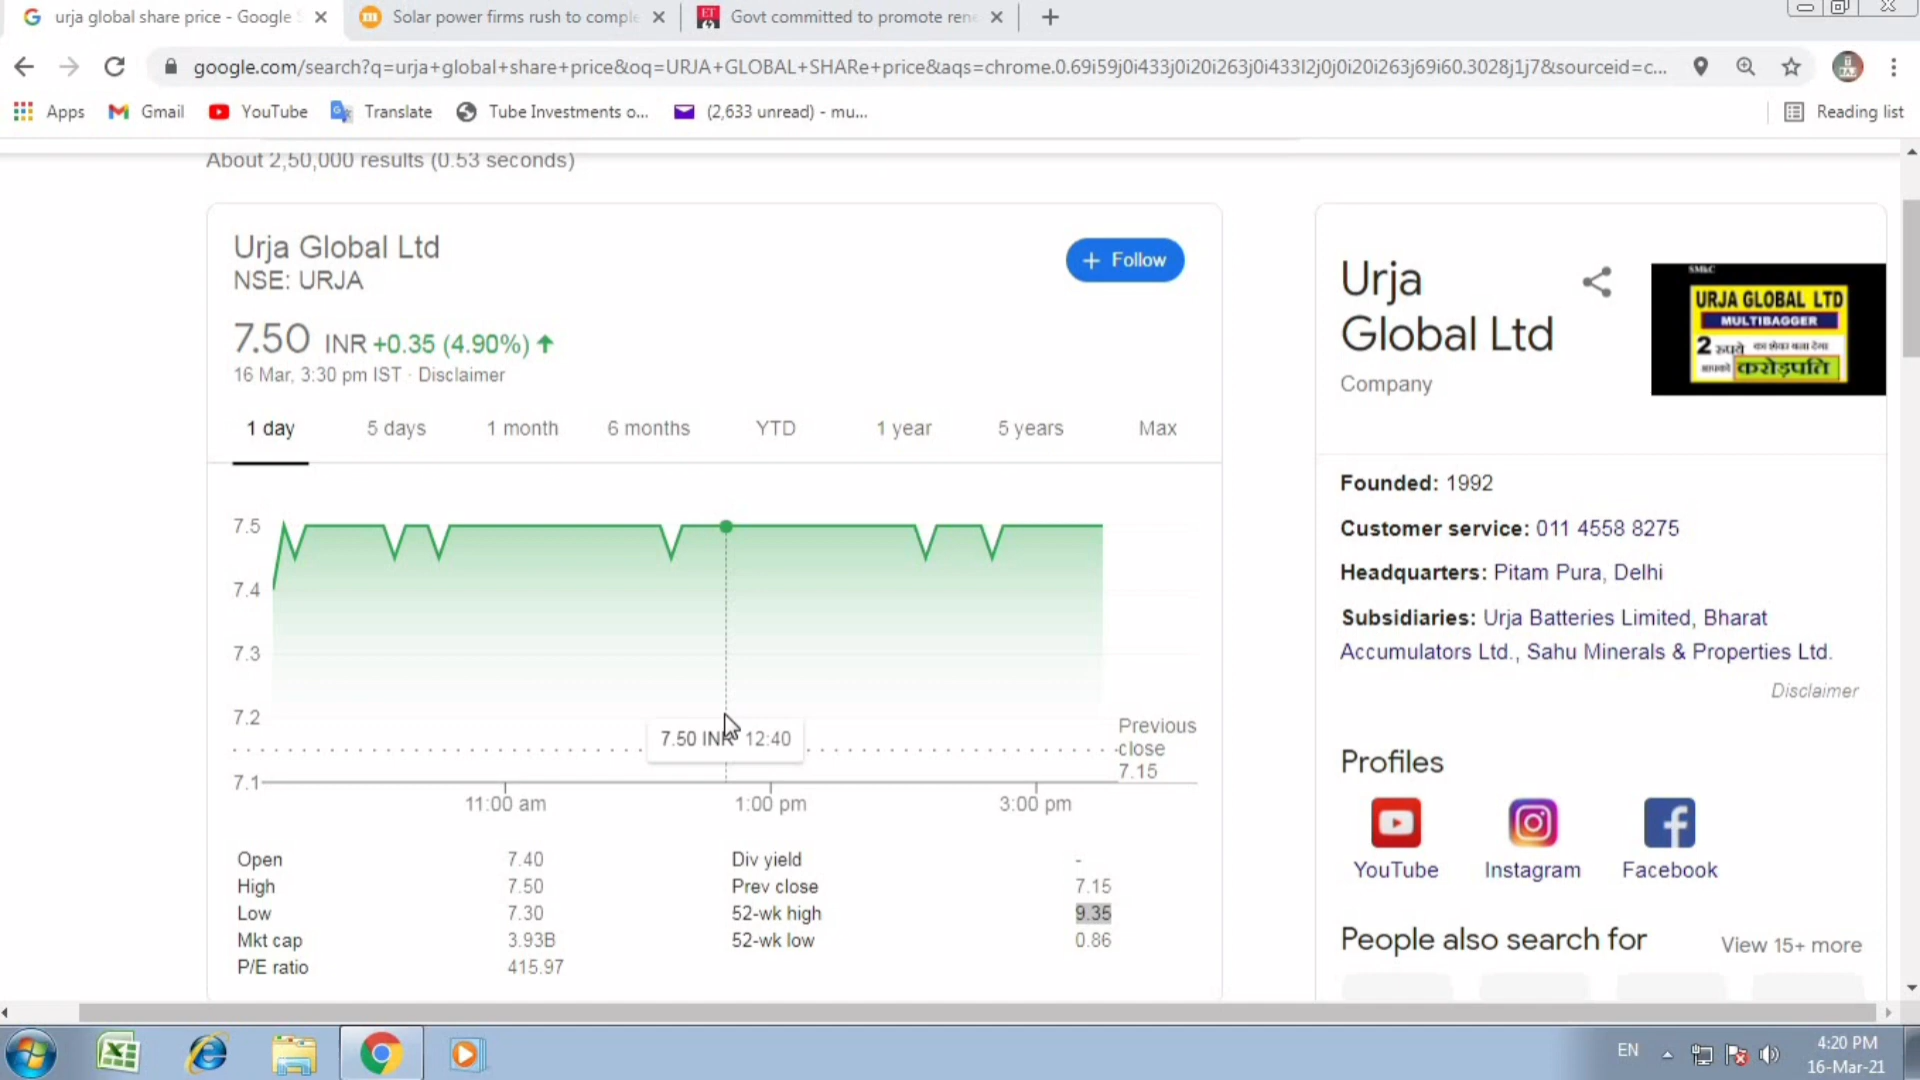 urja global share price - Google S
Solar power firms rush to comple
Govt committed to promote rene
google.com/search?q=urja+global+share+price&oq=URJA+GLOBAL+SHARe+price&aqs=chrome.0.69i59j0i433j0i20i263j0i433l2j0j0i20i263j69i60.3028j1j7&sourceid=c...
Apps
Gmail
YouTube
Translate
Tube Investments o...
(2,633 unread) - mu...
Reading list
About 2,50,000 results (0.53 seconds)
Urja Global Ltd
NSE: URJA
+ Follow
7.50 INR +0.35 (4.90%) ↑
16 Mar, 3:30 pm IST · Disclaimer
1 day 5 days 1 month 6 months YTD 1 year 5 years Max
7.5
7.4
7.3
7.2
7.1
7.50 INR 12:40
Previous
close
7.15
11:00 am 1:00 pm 3:00 pm
Open 7.40 Div yield -
High 7.50 Prev close 7.15
Low 7.30 52-wk high 9.35
Mkt cap 3.93B 52-wk low 0.86
P/E ratio 415.97
Urja
Global Ltd
Company
SMkC
URJA GLOBAL LTD
MULTIBAGGER
2 रुपये का शेयर बना देगा
आपको करोड़पति
Founded: 1992
Customer service: 011 4558 8275
Headquarters: Pitam Pura, Delhi
Subsidiaries: Urja Batteries Limited, Bharat
Accumulators Ltd., Sahu Minerals & Properties Ltd.
Disclaimer
Profiles
YouTube Instagram Facebook
People also search for View 15+ more
EN
4:20 PM
16-Mar-21